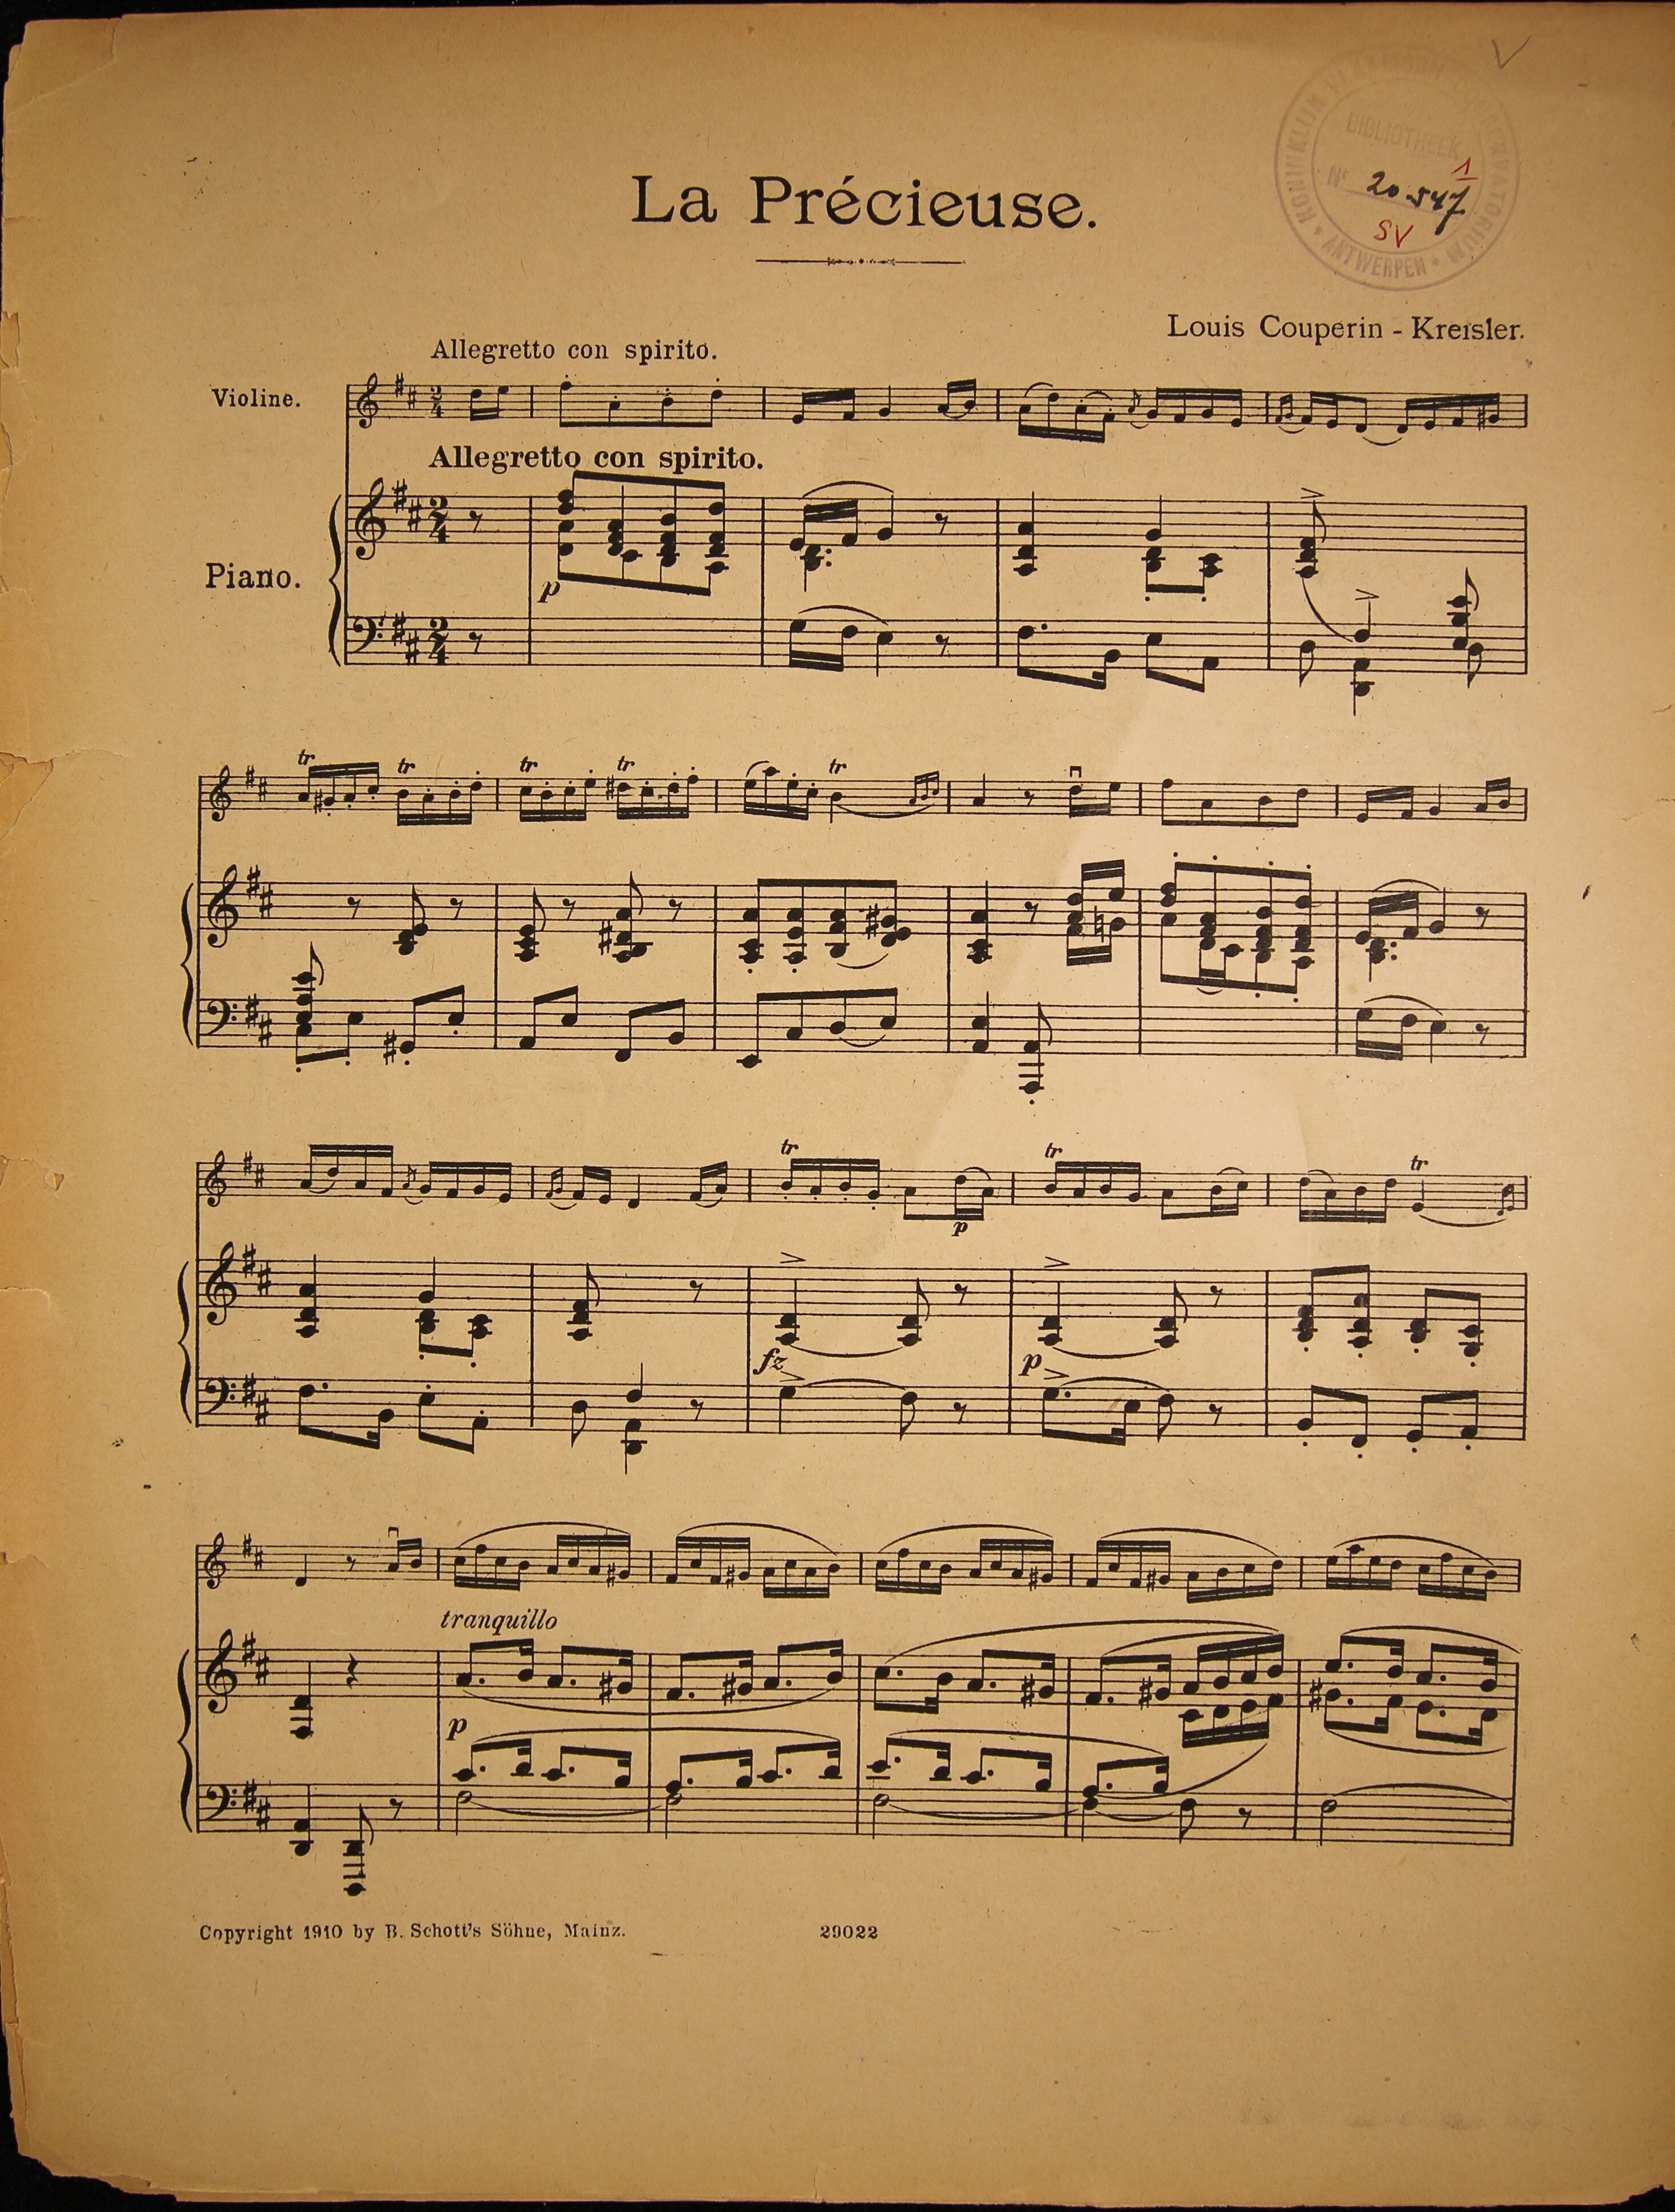 KONINKLIJK VLAAMSCH CONSERVATORIUM * ANTWERPEN *
BIBLIOTHEEK
1
Nr 20.547
SV
La Précieuse.
Louis Couperin - Kreisler.
Allegretto con spirito.
Violine.
Allegretto con spirito.
Piano.
p
tr tr tr tr tr
tr
p
tr
tr
fz
p
tranquillo
p
Copyright 1910 by B. Schott's Söhne, Mainz. 29022